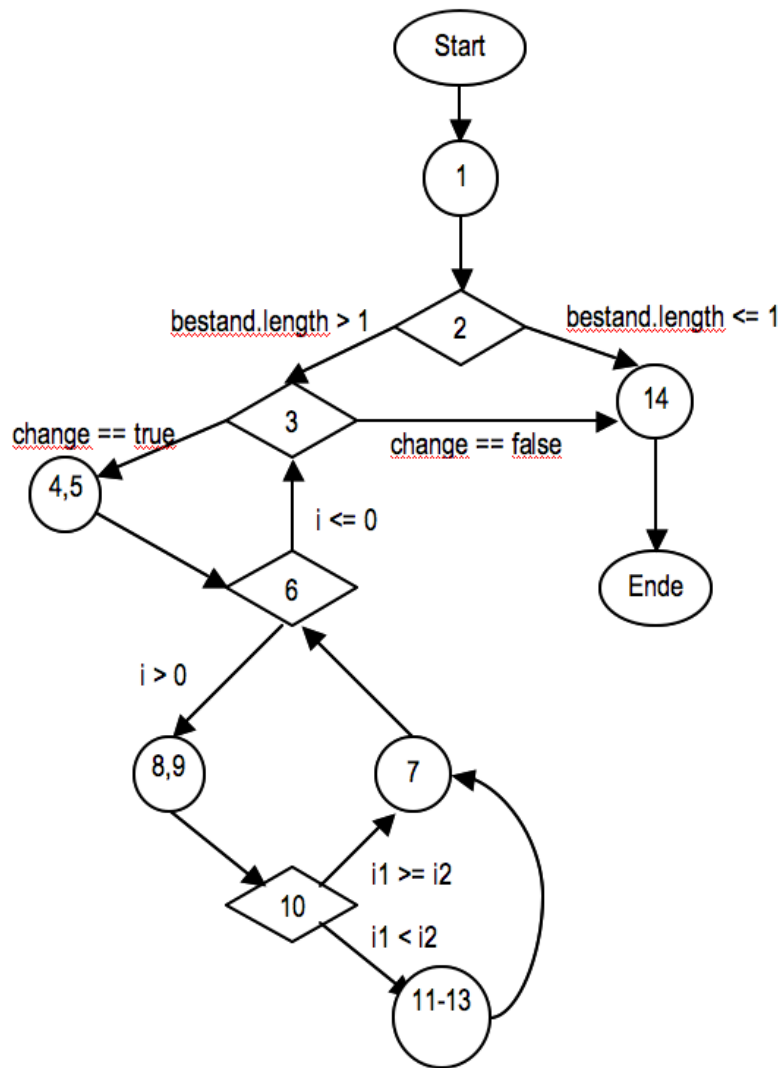 Start
1
2
bestand.length > 1
bestand.length <= 1
3
14
change == true
change == false
4,5
i <= 0
6
Ende
i > 0
8,9
7
i1 >= i2
10
i1 < i2
11-13